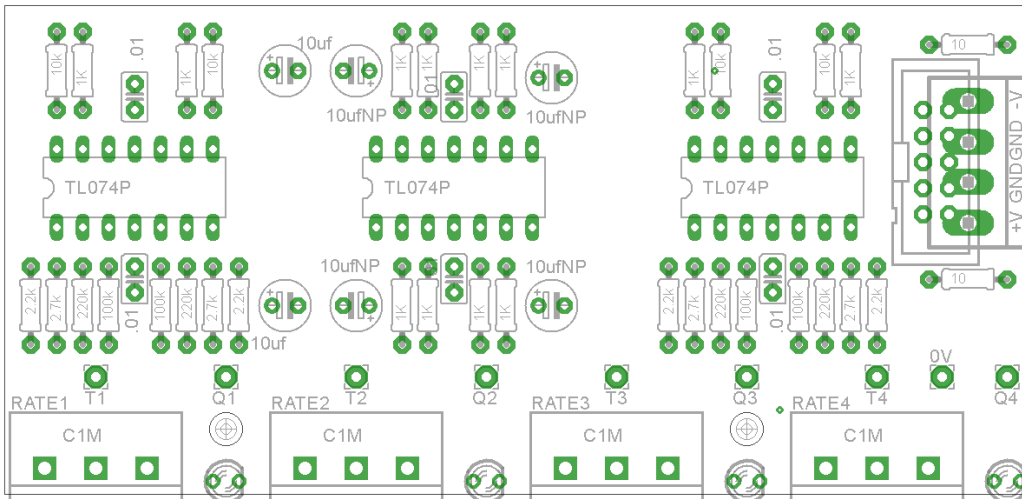 10k 1K .01 1K 10k 10uf 1K 1K .01 1K 1K 1K 10k .01 10k 1K 10
10ufNP 10ufNP
TL074P TL074P TL074P
+V GNDGND -V
10ufNP 10ufNP
2.2k 2.7k 220k 100k .01 100k 220k 2.7k 2.2k 1K 1K 1K 1K 2.2k 2.7k 220k 100k .01 100k 220k 2.7k 2.2k 10
10uf
0V
T1 Q1 T2 Q2 T3 Q3 T4 Q4
RATE1 RATE2 RATE3 RATE4
C1M C1M C1M C1M